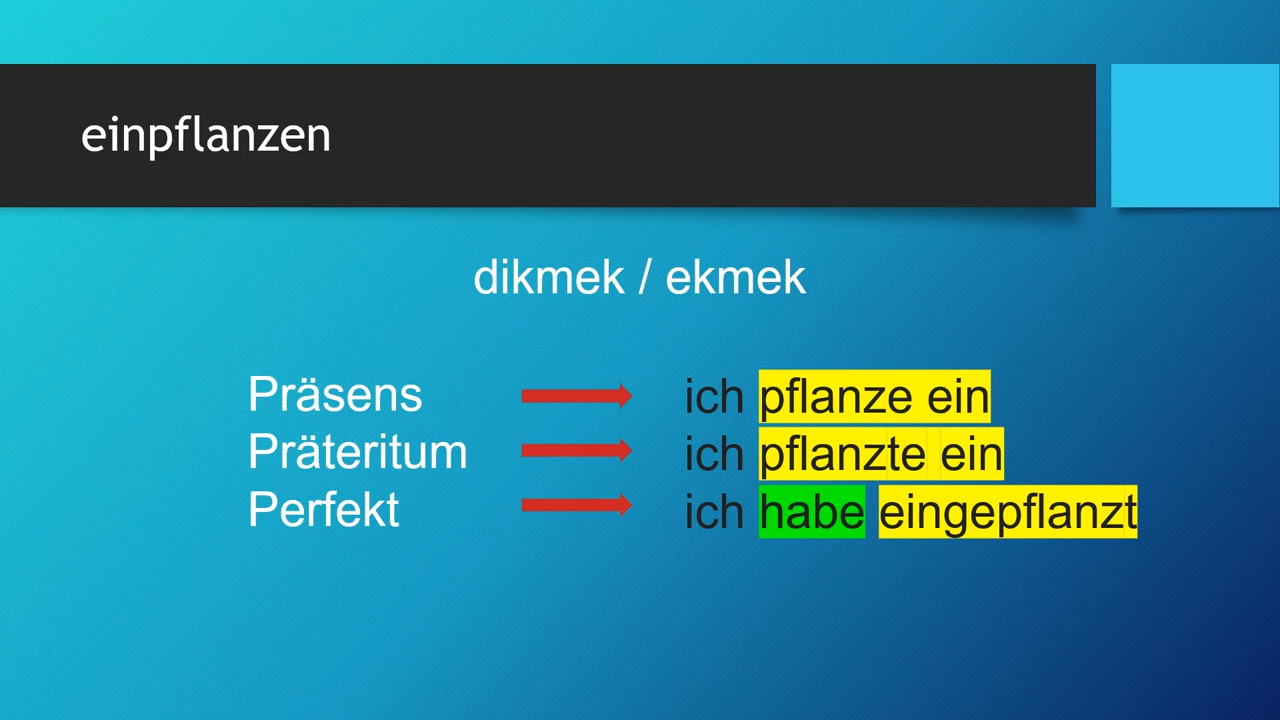 einpflanzen
dikmek / ekmek
Präsens ich pflanze ein
Präteritum ich pflanzte ein
Perfekt ich habe eingepflanzt